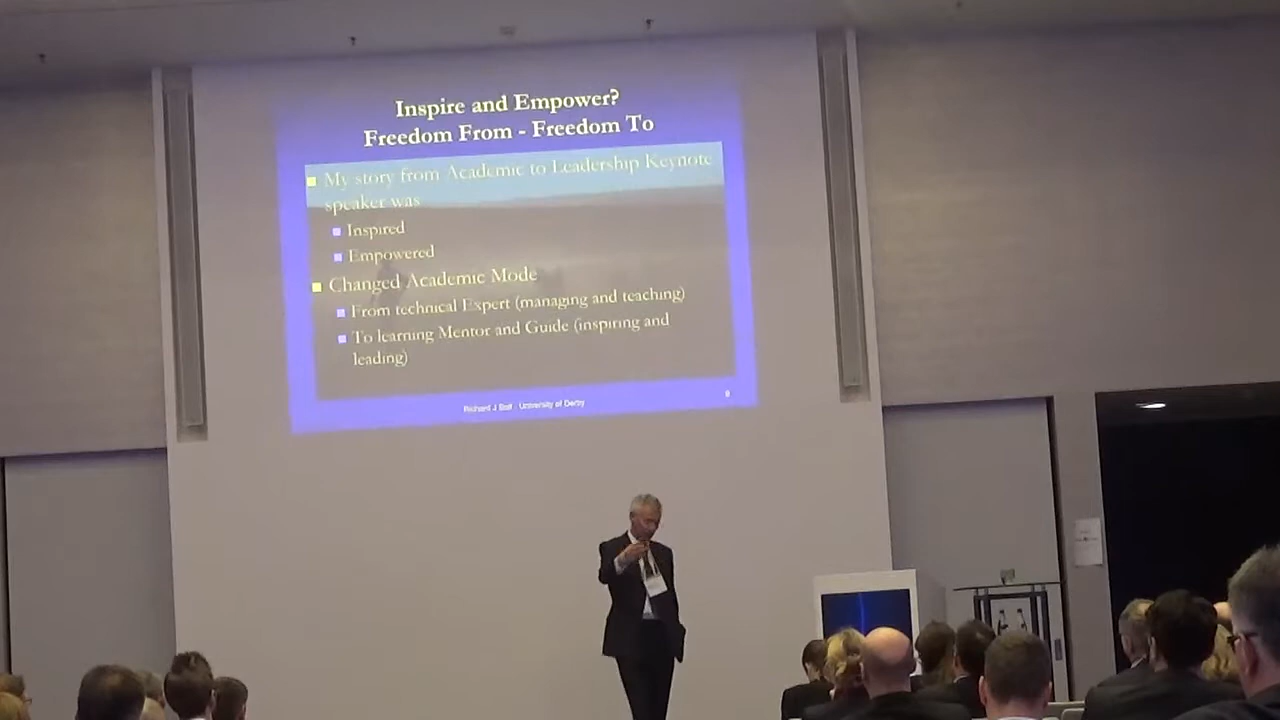 Inspire and Empower?
Freedom From - Freedom To
My story from Academic to Leadership Keynote
speaker was
Inspired
Empowered
Changed Academic Mode
From technical Expert (managing and teaching)
To learning Mentor and Guide (inspiring and
leading)
Richard J University of Derby